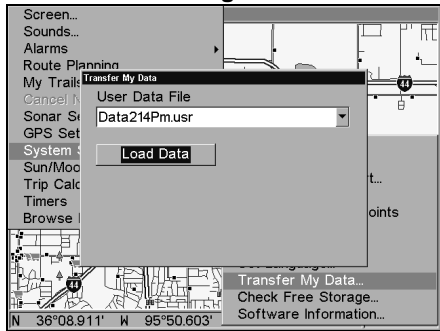 Screen...
Sounds...
Alarms
Route Planning
My Trails
Cancel
Transfer My Data
User Data File
Data214Pm.usr
Load Data
Sonar
GPS
System
Sun/Moo
Trip Calc
Timers
Browse
t...
oints
Transfer My Data...
Check Free Storage...
Software Information...
44
44
N 36°08.911' W 95°50.603'